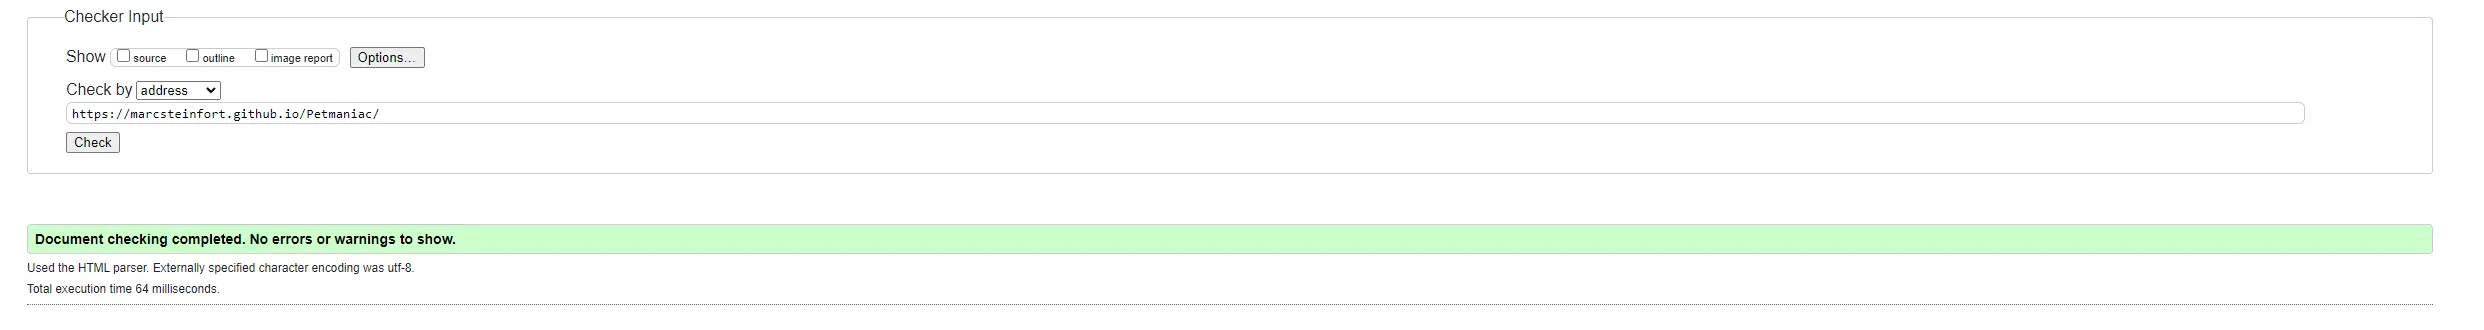 Checker Input
Show source outline image report Options...
Check by address
https://marcsteinfort.github.io/Petmaniac/
Check
Document checking completed. No errors or warnings to show.
Used the HTML parser. Externally specified character encoding was utf-8.
Total execution time 64 milliseconds.